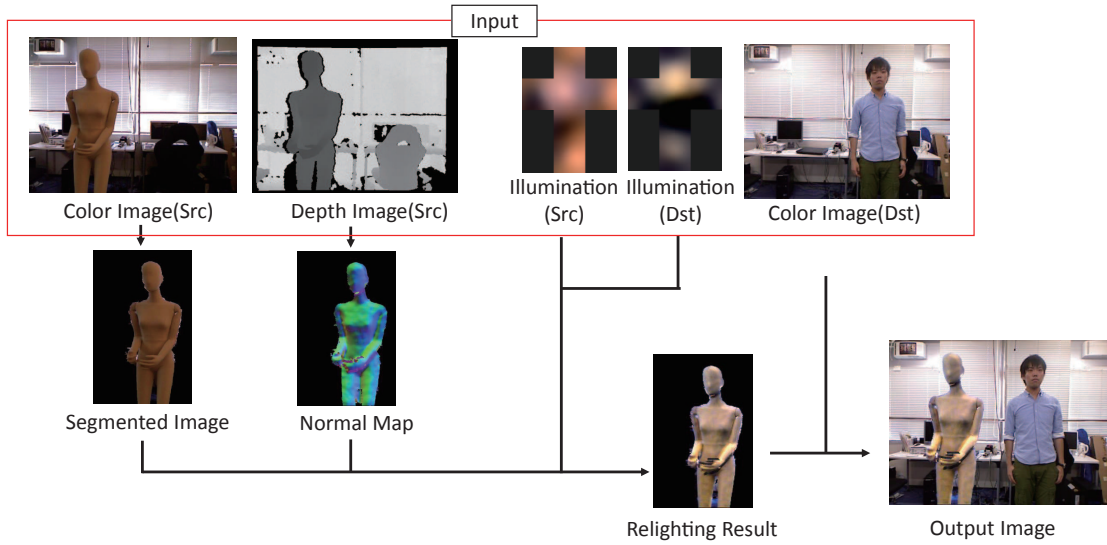 Input
Color Image(Src)
Depth Image(Src)
Illumination
(Src)
Illumination
(Dst)
Color Image(Dst)
Segmented Image
Normal Map
Relighting Result
Output Image